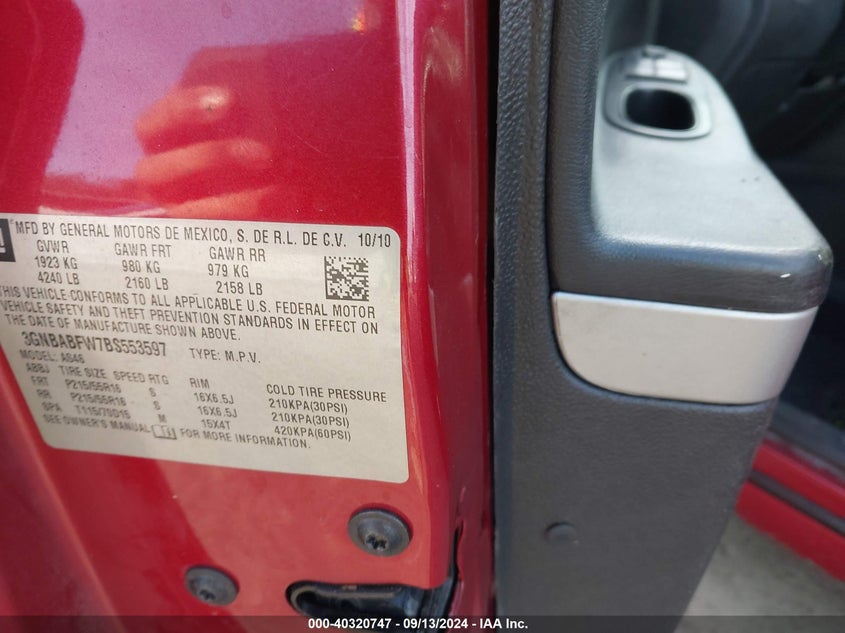 MFD BY GENERAL MOTORS DE MEXICO, S. DE R.L. DE C.V. 10/10
GVWR GAWR FRT GAWR RR
1923 KG 980 KG 979 KG
4240 LB 2160 LB 2158 LB
THIS VEHICLE CONFORMS TO ALL APPLICABLE U.S. FEDERAL MOTOR
VEHICLE SAFETY AND THEFT PREVENTION STANDARDS IN EFFECT ON
THE DATE OF MANUFACTURE SHOWN ABOVE.
3GNBABFW7BS553597 TYPE: M.P.V.
MODEL: A846
ABBJ TIRE SIZE SPEED RTG RIM COLD TIRE PRESSURE
FRT P215/55R16 S 16X6.5J 210KPA(30PSI)
RR P215/55R16 S 16X6.5J 210KPA(30PSI)
SPA T115/70D15 M 15X4T 420KPA(60PSI)
SEE OWNER'S MANUAL FOR MORE INFORMATION.
000-40320747 - 09/13/2024 - IAA Inc.